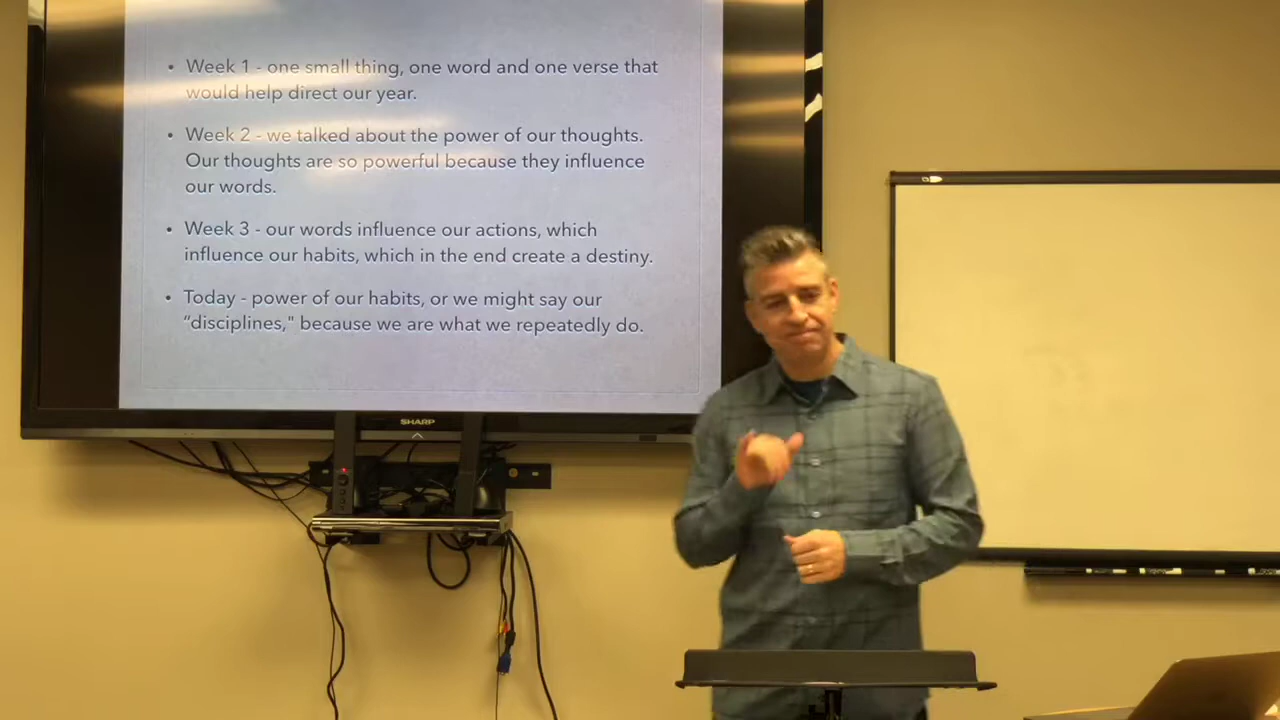 • Week 1 - one small thing, one word and one verse that
would help direct our year.
• Week 2 - we talked about the power of our thoughts.
Our thoughts are so powerful because they influence
our words.
• Week 3 - our words influence our actions, which
influence our habits, which in the end create a destiny.
• Today - power of our habits, or we might say our
“disciplines," because we are what we repeatedly do.
SHARP